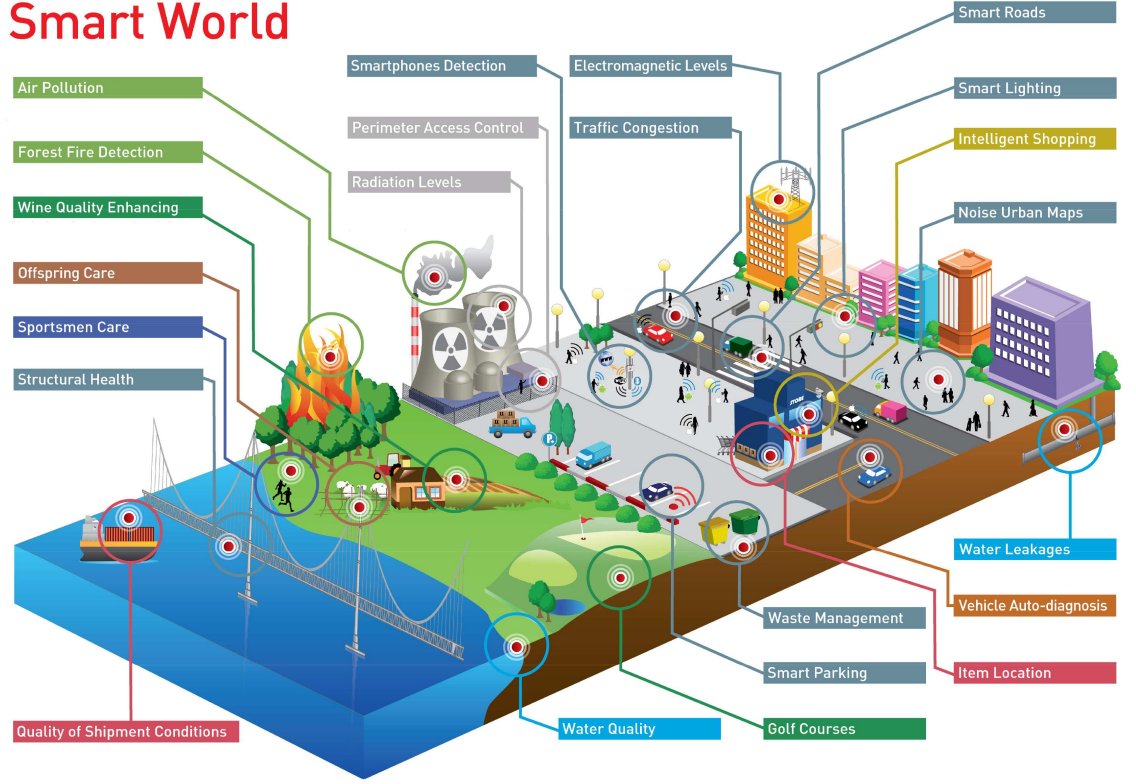 Smart World
Smart Roads
Smartphones Detection
Electromagnetic Levels
Air Pollution
Smart Lighting
Perimeter Access Control
Traffic Congestion
Intelligent Shopping
Forest Fire Detection
Radiation Levels
Wine Quality Enhancing
Noise Urban Maps
Offspring Care
Sportsmen Care
Structural Health
STORE
P
Water Leakages
Vehicle Auto-diagnosis
Waste Management
Smart Parking
Item Location
Quality of Shipment Conditions
Water Quality
Golf Courses